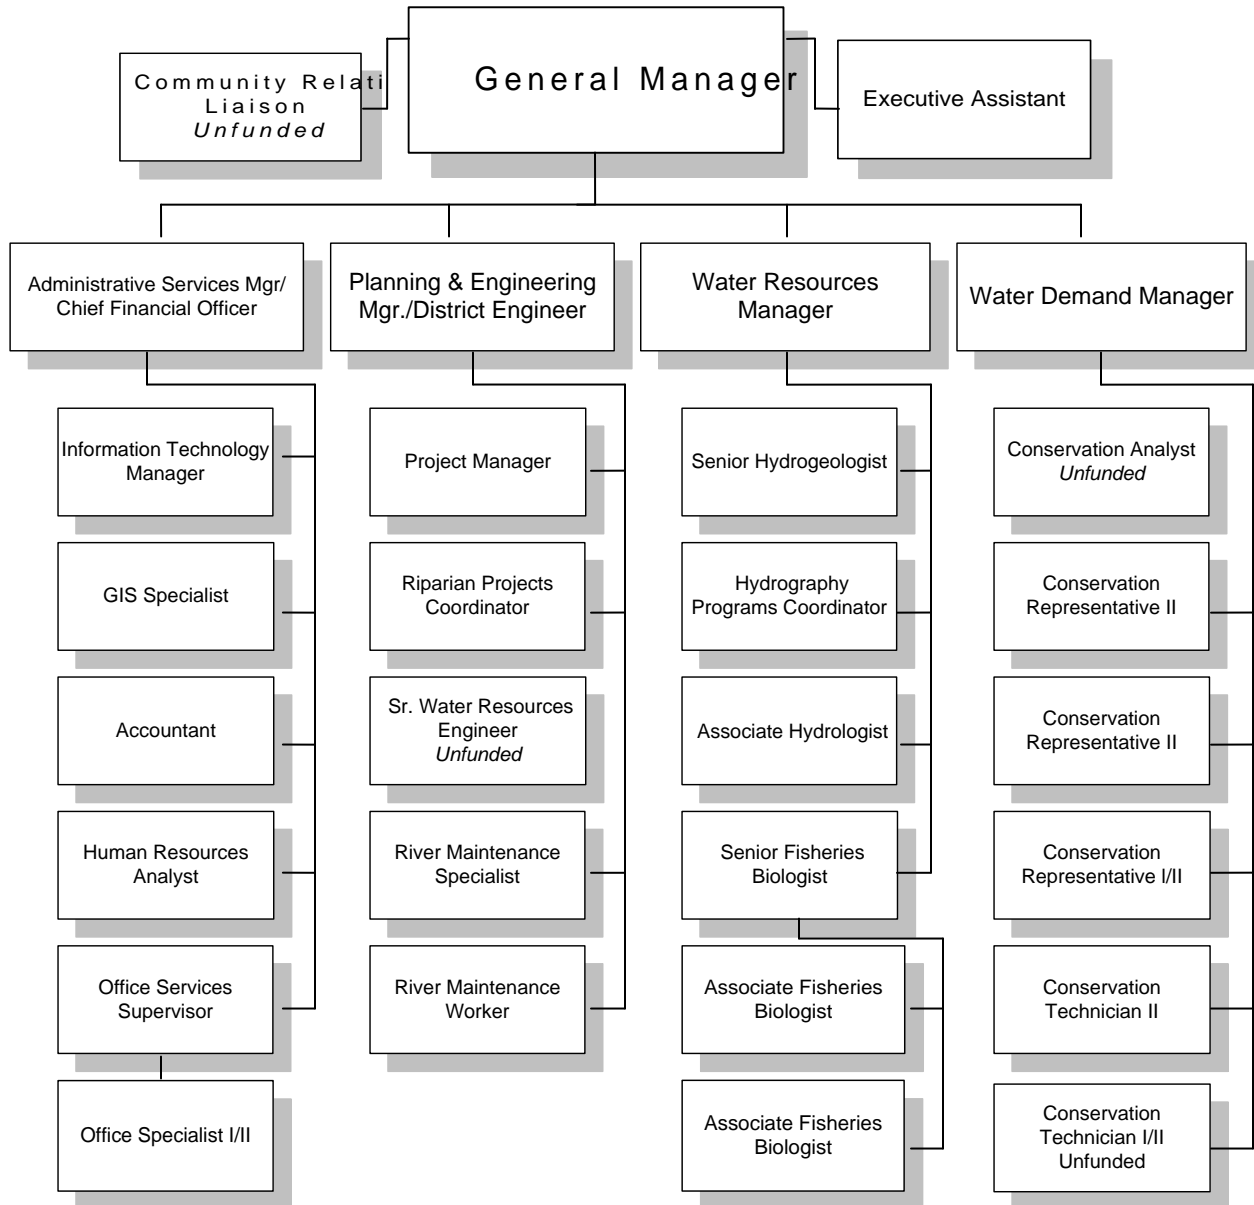 General Manager
Community Relati
Liaison
Unfunded
Executive Assistant
Administrative Services Mgr/
Chief Financial Officer
Planning & Engineering
Mgr./District Engineer
Water Resources
Manager
Water Demand Manager
Information Technology
Manager
GIS Specialist
Accountant
Human Resources
Analyst
Office Services
Supervisor
Office Specialist I/II
Project Manager
Riparian Projects
Coordinator
Sr. Water Resources
Engineer
Unfunded
River Maintenance
Specialist
River Maintenance
Worker
Senior Hydrogeologist
Hydrography
Programs Coordinator
Associate Hydrologist
Senior Fisheries
Biologist
Associate Fisheries
Biologist
Associate Fisheries
Biologist
Conservation Analyst
Unfunded
Conservation
Representative II
Conservation
Representative II
Conservation
Representative I/II
Conservation
Technician II
Conservation
Technician I/II
Unfunded